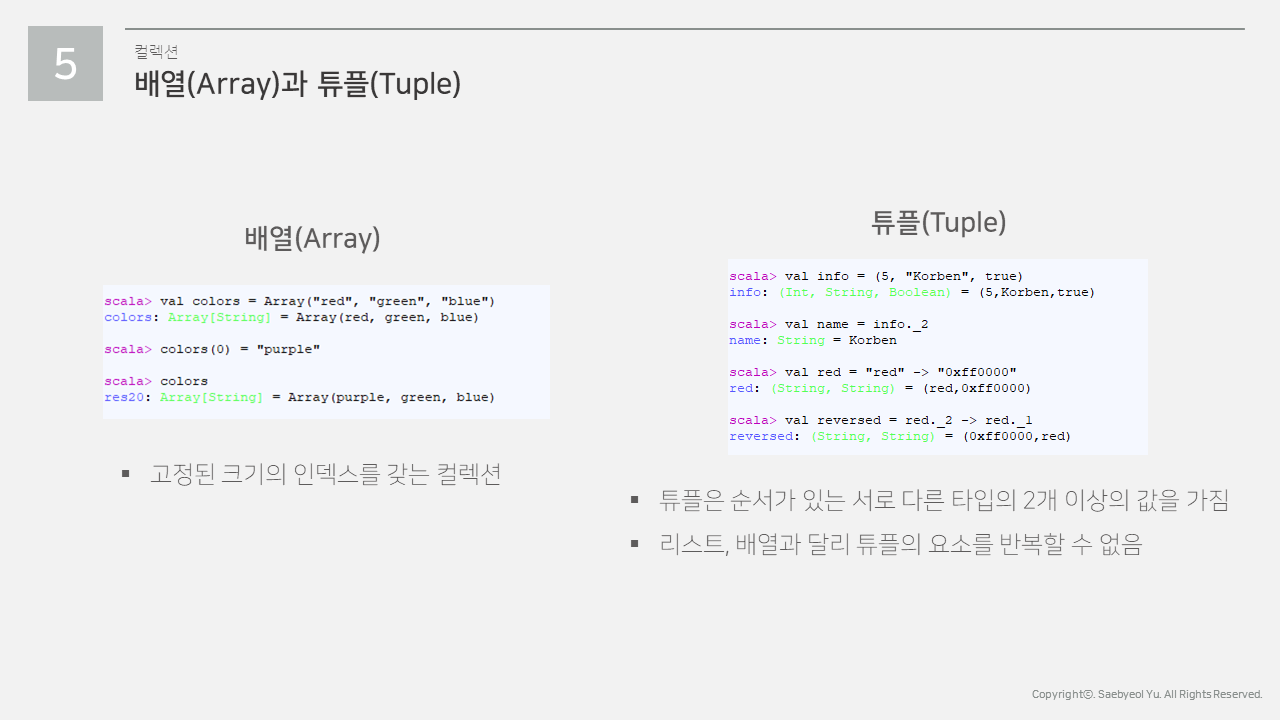 5
컬렉션
배열(Array)과 튜플(Tuple)
배열(Array)
scala> val colors = Array("red", "green", "blue")
colors: Array[String] = Array(red, green, blue)
scala> colors(0) = "purple"
scala> colors
res20: Array[String] = Array(purple, green, blue)
▪ 고정된 크기의 인덱스를 갖는 컬렉션
튜플(Tuple)
scala> val info = (5, "Korben", true)
info: (Int, String, Boolean) = (5,Korben,true)
scala> val name = info._2
name: String = Korben
scala> val red = "red" -> "0xff0000"
red: (String, String) = (red,0xff0000)
scala> val reversed = red._2 -> red._1
reversed: (String, String) = (0xff0000,red)
▪ 튜플은 순서가 있는 서로 다른 타입의 2개 이상의 값을 가짐
▪ 리스트, 배열과 달리 튜플의 요소를 반복할 수 없음
Copyrightⓒ. Saebyeol Yu. All Rights Reserved.